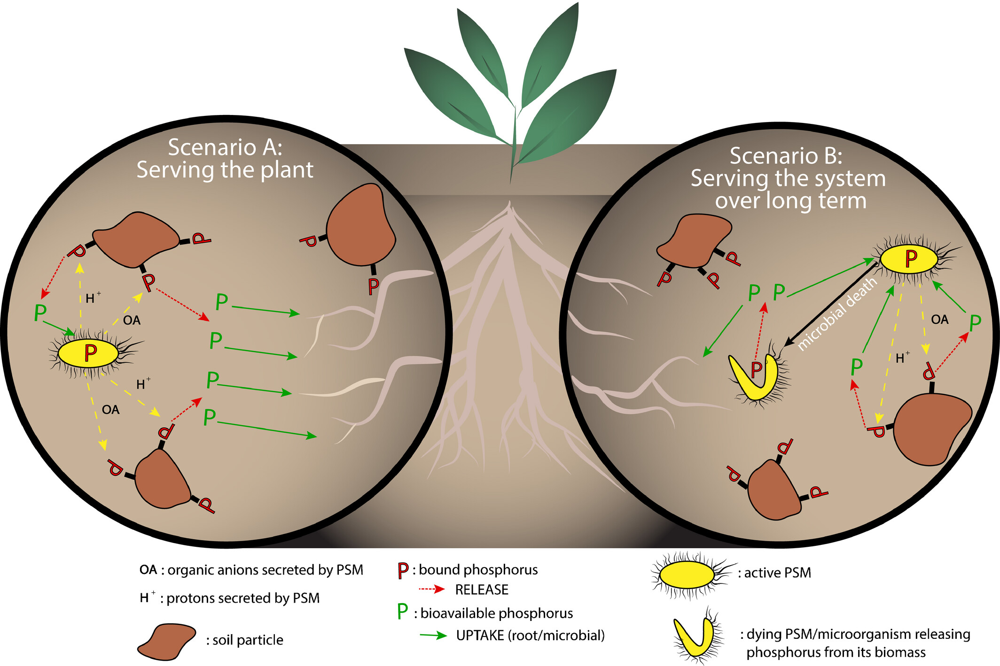 Scenario A:
Serving the plant
P
P
P
P
P
H+
OA
P
P
P
P
P
H+
OA
P
P
P
P
P
Scenario B:
Serving the system
over long term
P
P
P
P
P
P
microbial death
OA
P
H+
P
P
P
P
P
P
P
OA : organic anions secreted by PSM
H+ : protons secreted by PSM
: soil particle
P : bound phosphorus
RELEASE
P : bioavailable phosphorus
UPTAKE (root/microbial)
: active PSM
: dying PSM/microorganism releasing
phosphorus from its biomass